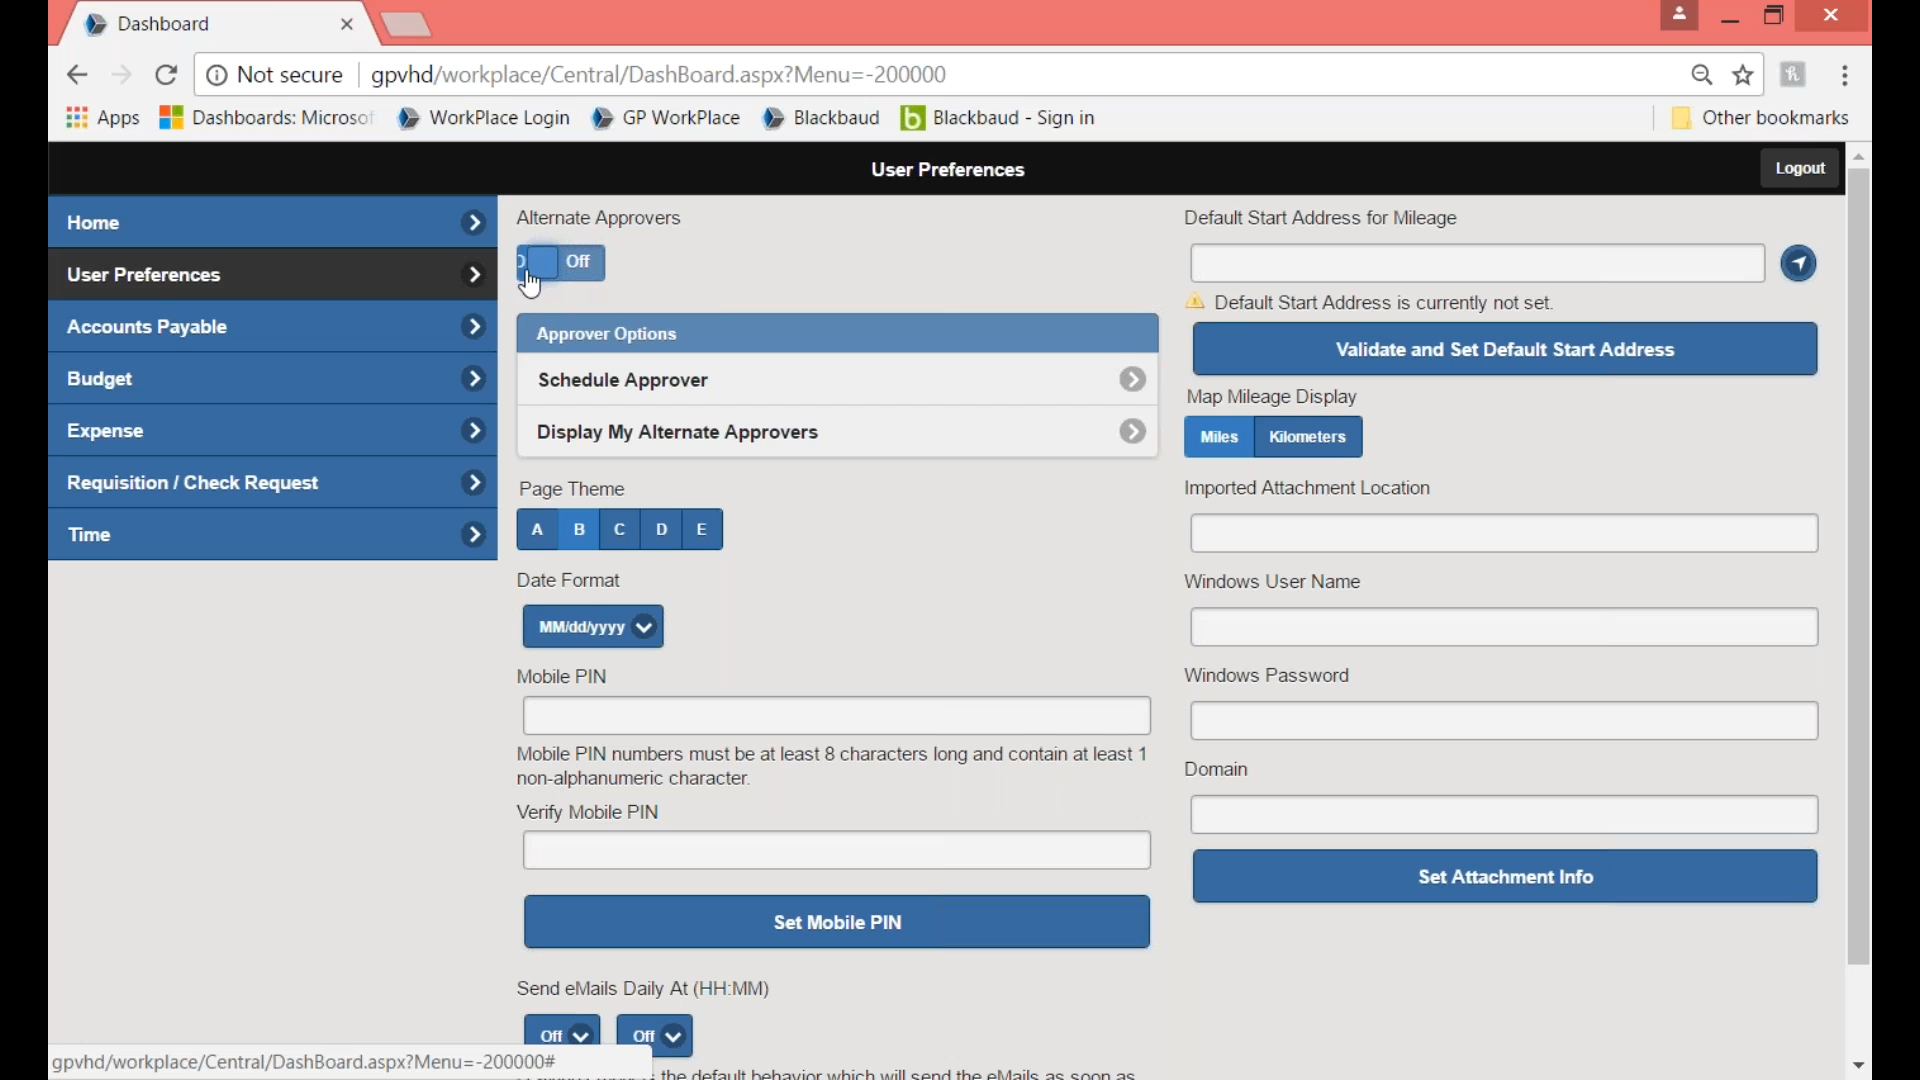 Dashboard
Not secure gpvhd/workplace/Central/DashBoard.aspx?Menu=-200000
Apps Dashboards: Microsof WorkPlace Login GP WorkPlace Blackbaud Blackbaud - Sign in Other bookmarks
User Preferences Logout
Home
User Preferences
Accounts Payable
Budget
Expense
Requisition / Check Request
Time
Alternate Approvers
Off
Approver Options
Schedule Approver
Display My Alternate Approvers
Page Theme
A B C D E
Date Format
MM/dd/yyyy
Mobile PIN
Mobile PIN numbers must be at least 8 characters long and contain at least 1
non-alphanumeric character.
Verify Mobile PIN
Set Mobile PIN
Send eMails Daily At (HH:MM)
Off Off
the default behavior which will send the eMails as soon as
Default Start Address for Mileage
Default Start Address is currently not set.
Validate and Set Default Start Address
Map Mileage Display
Miles Kilometers
Imported Attachment Location
Windows User Name
Windows Password
Domain
Set Attachment Info
gpvhd/workplace/Central/DashBoard.aspx?Menu=-200000#